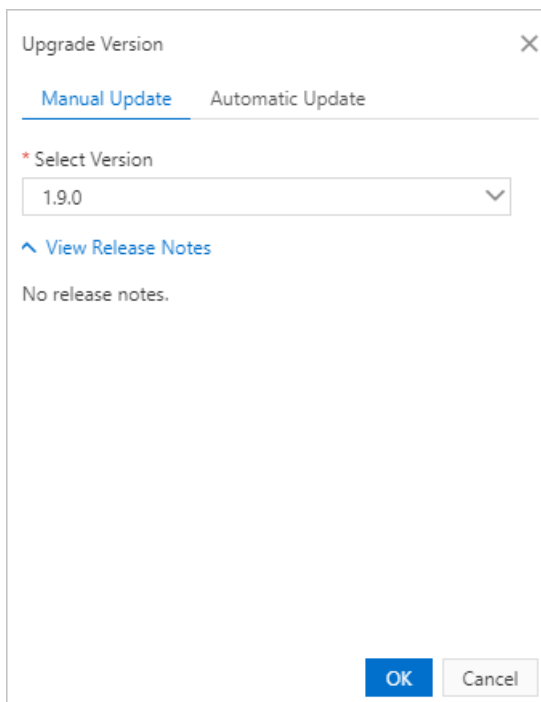 Upgrade Version
Manual Update Automatic Update
* Select Version
1.9.0
View Release Notes
No release notes.
OK Cancel